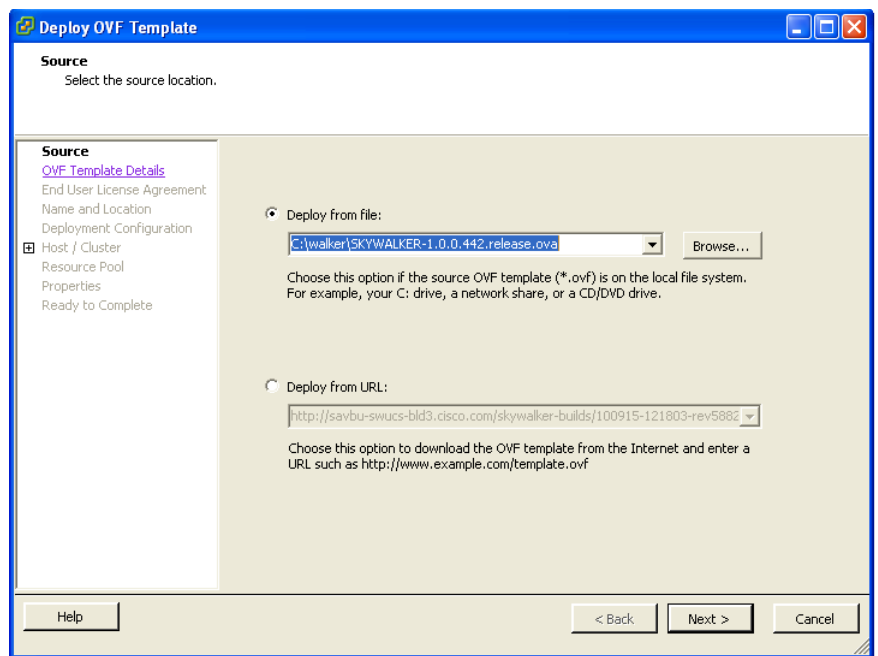 Deploy OVF Template
Source
Select the source location.
Source
OVF Template Details
End User License Agreement
Name and Location
Deployment Configuration
Host / Cluster
Resource Pool
Properties
Ready to Complete
Deploy from file:
C:\walker\SKYWALKER-1.0.0.442.release.ova
Browse...
Choose this option if the source OVF template (*.ovf) is on the local file system.
For example, your C: drive, a network share, or a CD/DVD drive.
Deploy from URL:
http://savbu-swucs-bld3.cisco.com/skywalker-builds/100915-121803-rev5882
Choose this option to download the OVF template from the Internet and enter a
URL such as http://www.example.com/template.ovf
Help
< Back
Next >
Cancel